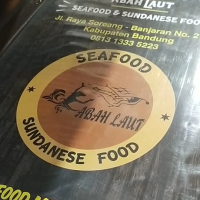 ABAH LAUT
SEAFOOD & SUNDANESE FOOD
Jl. Raya Soreang - Banjaran No. 2
Kabupaten Bandung
0813 1333 5223
SEAFOOD
ABAH LAUT
SUNDANESE FOOD